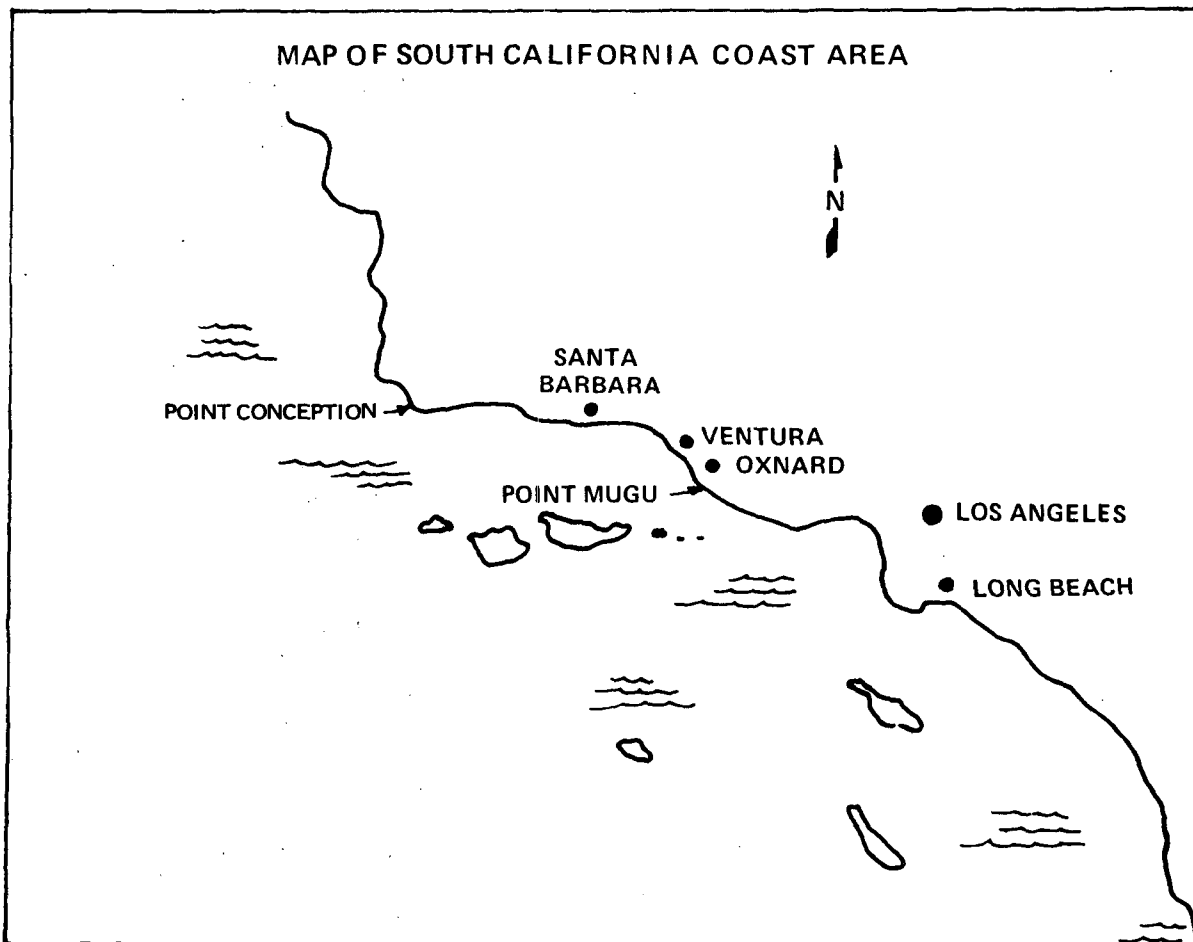 MAP OF SOUTH CALIFORNIA COAST AREA
N
SANTA
BARBARA
POINT CONCEPTION
VENTURA
OXNARD
POINT MUGU
LOS ANGELES
LONG BEACH